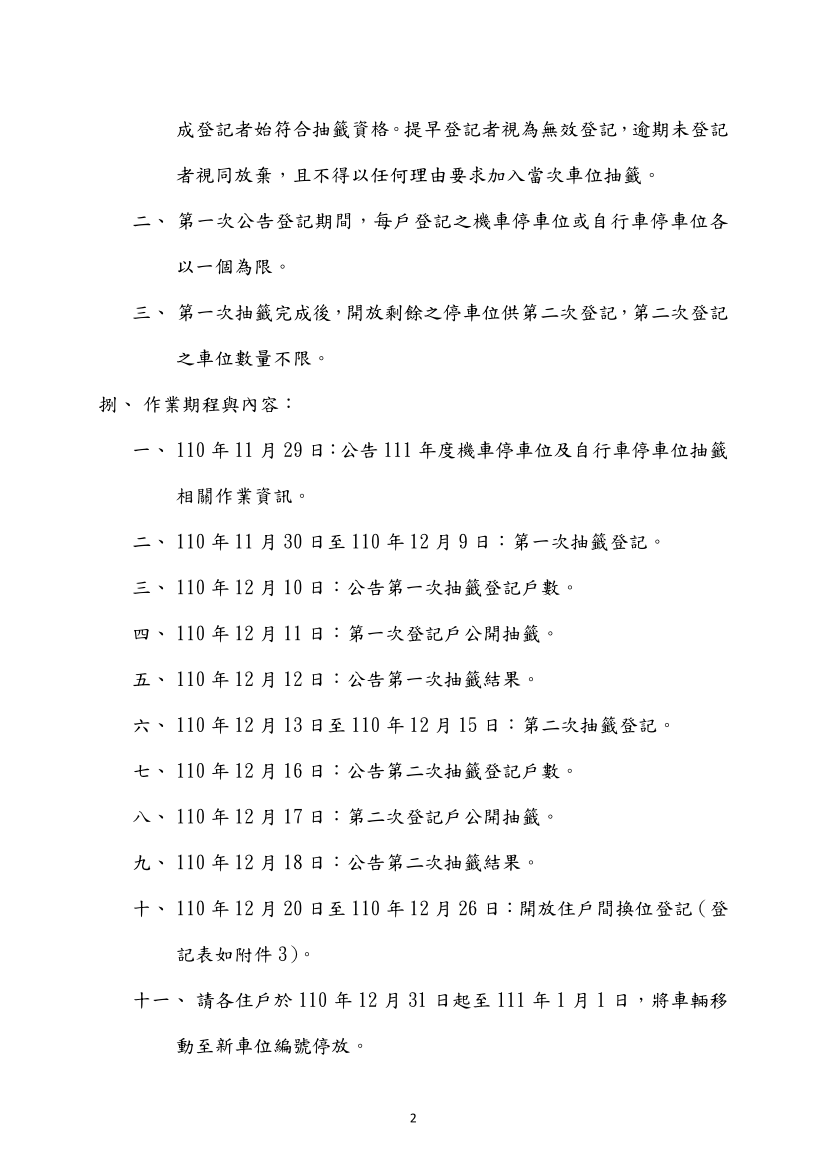 成登記者始符合抽籤資格。提早登記者視為無效登記，逾期未登記
者視同放棄，且不得以任何理由要求加入當次車位抽籤。
二、 第一次公告登記期間，每戶登記之機車停車位或自行車停車位各
以一個為限。
三、 第一次抽籤完成後，開放剩餘之停車位供第二次登記，第二次登記
之車位數量不限。
捌、 作業期程與內容：
一、 110 年 11 月 29 日：公告 111 年度機車停車位及自行車停車位抽籤
相關作業資訊。
二、 110 年 11 月 30 日至 110 年 12 月 9 日：第一次抽籤登記。
三、 110 年 12 月 10 日：公告第一次抽籤登記戶數。
四、 110 年 12 月 11 日：第一次登記戶公開抽籤。
五、 110 年 12 月 12 日：公告第一次抽籤結果。
六、 110 年 12 月 13 日至 110 年 12 月 15 日：第二次抽籤登記。
七、 110 年 12 月 16 日：公告第二次抽籤登記戶數。
八、 110 年 12 月 17 日：第二次登記戶公開抽籤。
九、 110 年 12 月 18 日：公告第二次抽籤結果。
十、 110 年 12 月 20 日至 110 年 12 月 26 日：開放住戶間換位登記（登
記表如附件 3）。
十一、 請各住戶於 110 年 12 月 31 日起至 111 年 1 月 1 日，將車輛移
動至新車位編號停放。
2